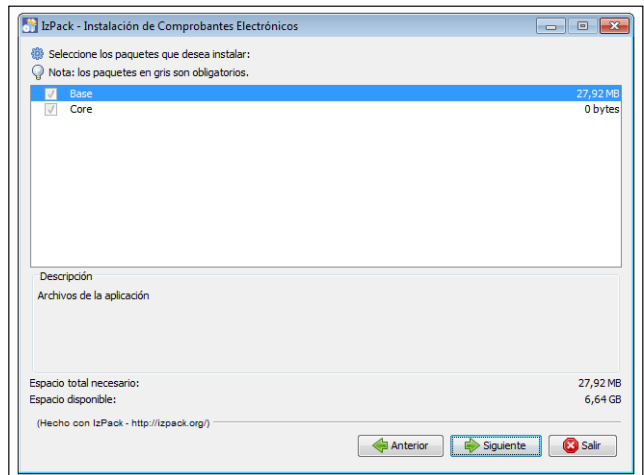 IzPack - Instalación de Comprobantes Electrónicos
Seleccione los paquetes que desea instalar:
Nota: los paquetes en gris son obligatorios.
Base 27,92 MB
Core 0 bytes
Descripción
Archivos de la aplicación
Espacio total necesario: 27,92 MB
Espacio disponible: 6,64 GB
(Hecho con IzPack - http://izpack.org/)
Anterior Siguiente Salir